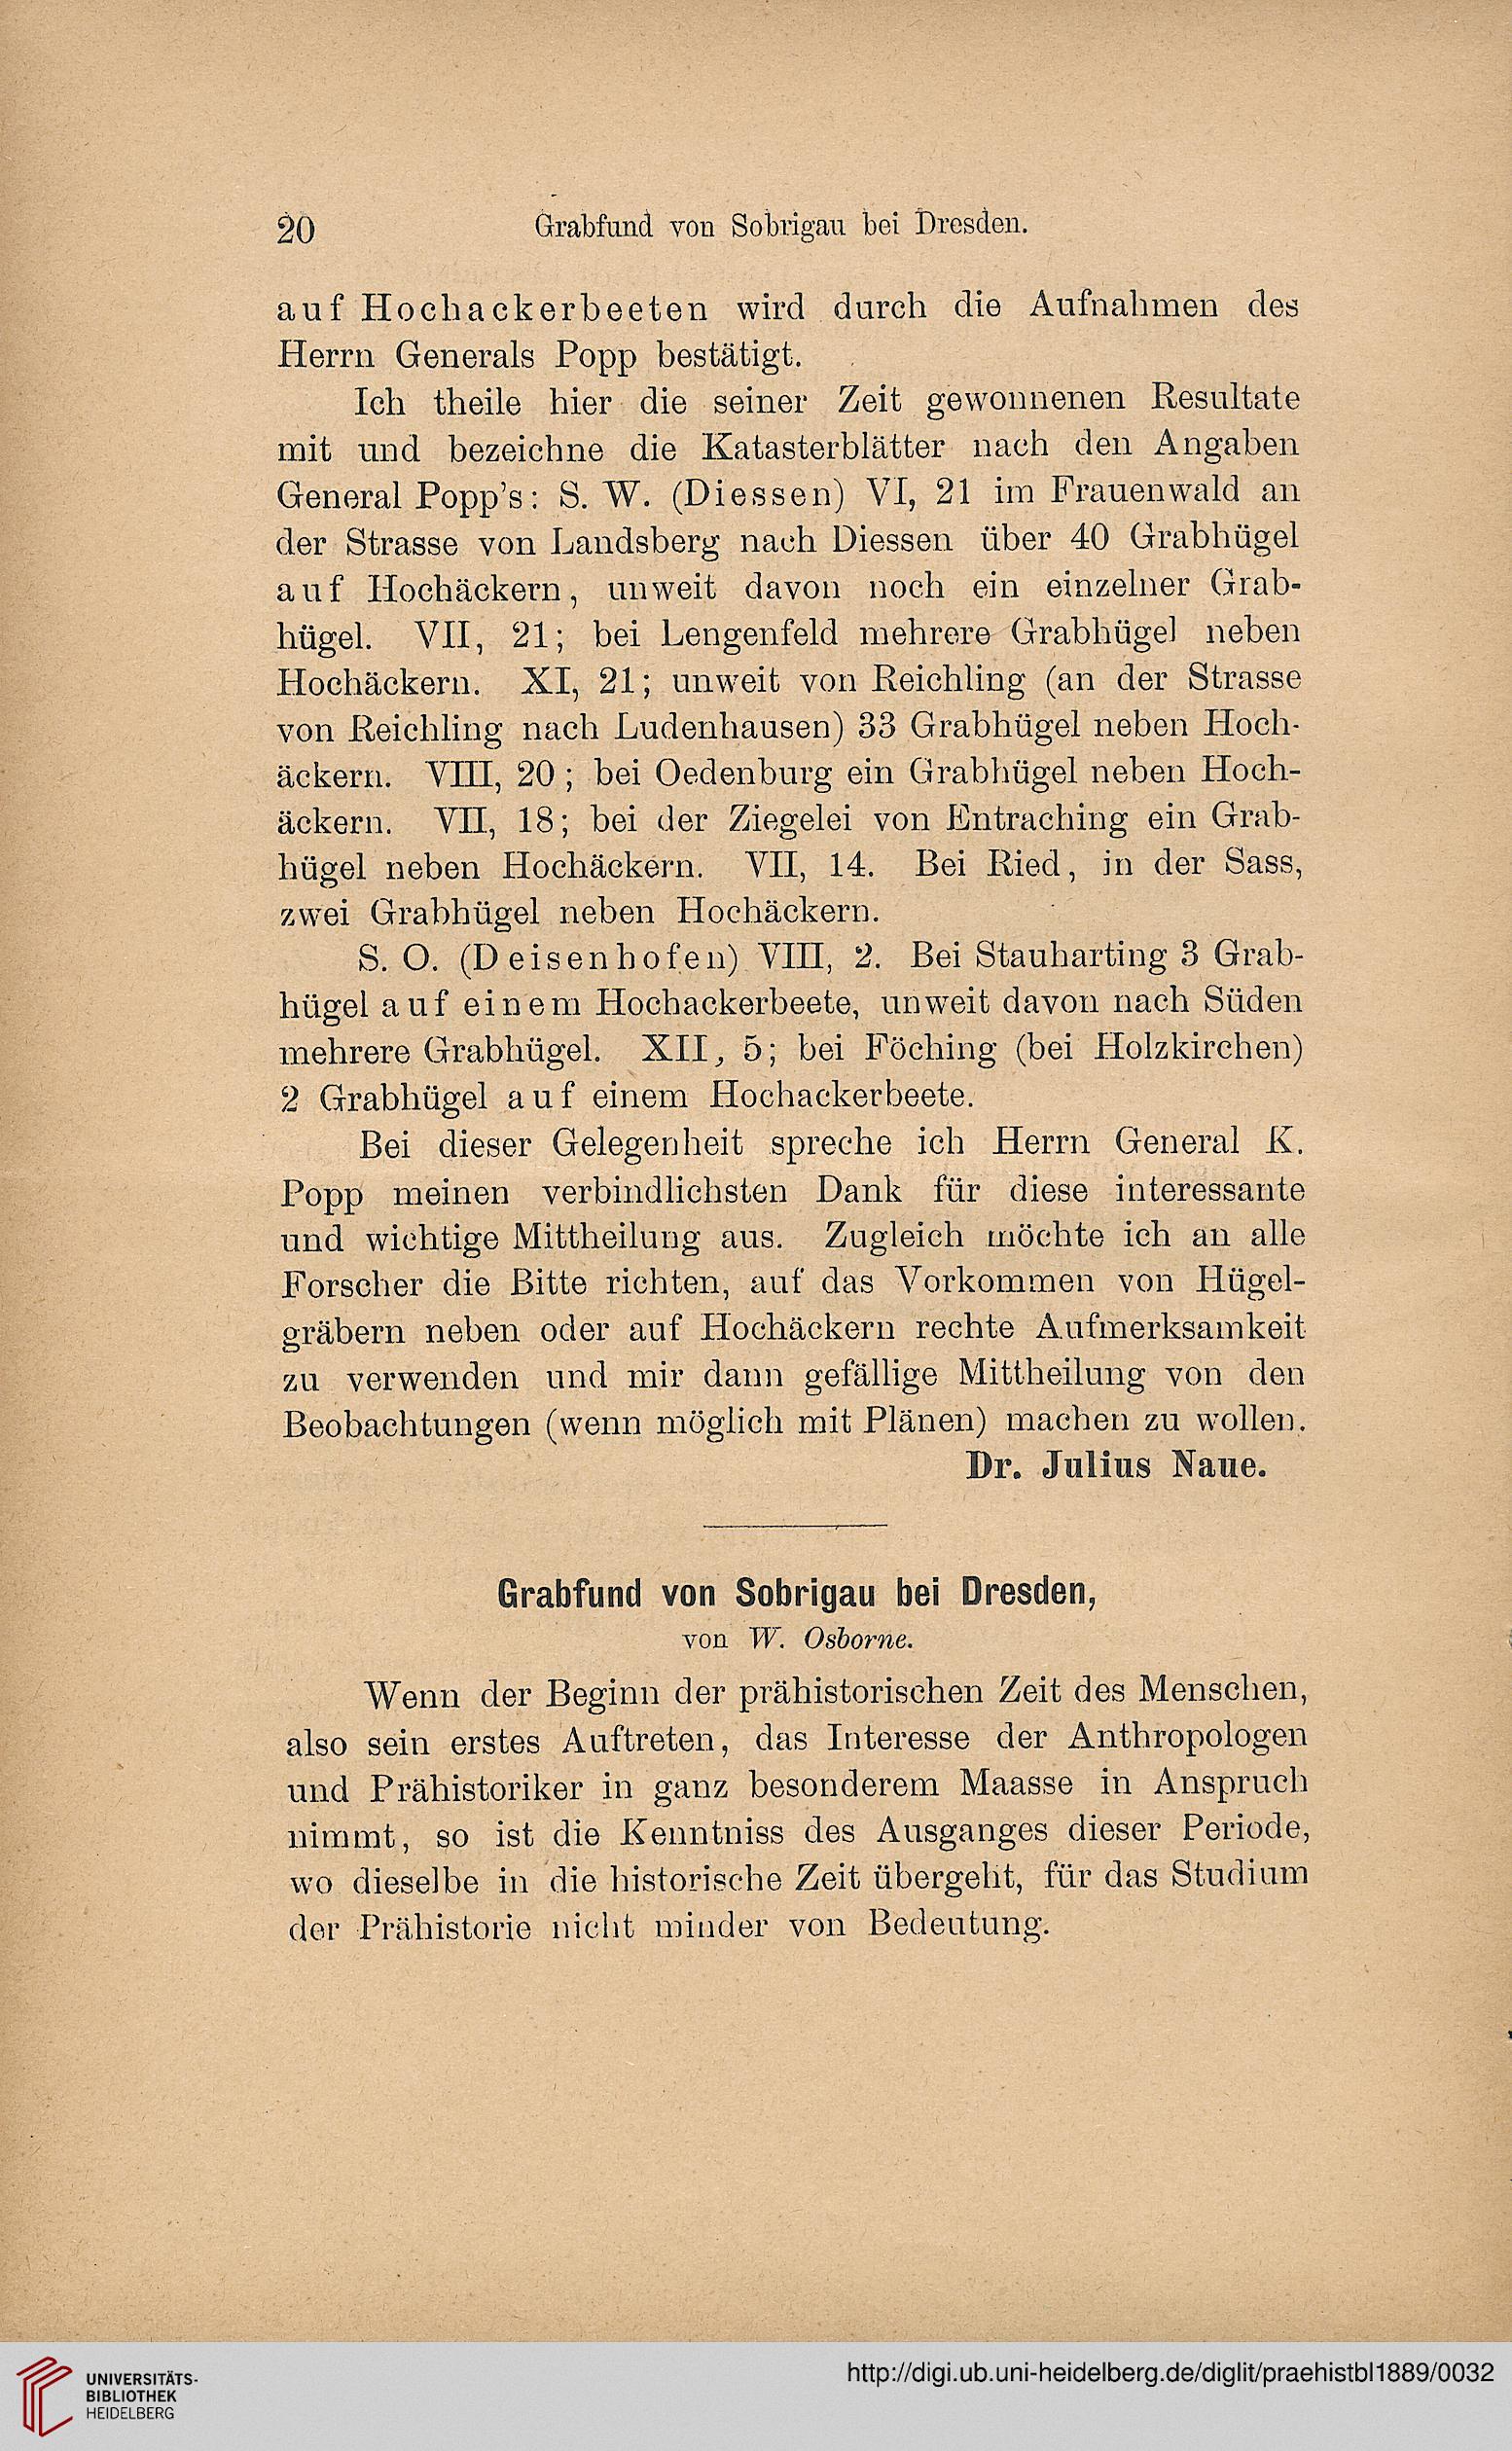 20 Grabfund von Sobrigau bei Dresden.
auf Hochackerbeeten wird durch die Aufnahmen des
Herrn Generals Popp bestätigt.
Ich theile hier die seiner Zeit gewonnenen Resultate
mit und bezeichne die Katasterblätter nach den Angaben
General Popp's: S. W. (Diessen) VI, 21 im Frauenwald an
der Strasse von Landsberg nach Diessen über 40 Grabhügel
auf Hochäckern, unweit davon noch ein einzelner Grab-
hügel. VII, 21; bei Lengenfeld mehrere Grabhügel neben
Hochäckern. XI, 21; unweit von Reichling (an der Strasse
von Reichling nach Ludenhausen) 33 Grabhügel neben Hoch-
äckern. VIII, 20; bei Oedenburg ein Grabhügel neben Hoch-
äckern. VII, 18; bei der Ziegelei von Entraching ein Grab-
hügel neben Hochäckern. VII, 14. Bei Ried, in der Sass,
zwei Grabhügel neben Hochäckern.
S. O. (Deisenhofen) VIII, 2. Bei Stauharting 3 Grab-
hügel auf einem Hochackerbeete, unweit davon nach Süden
mehrere Grabhügel. XII, 5; bei Föching (bei Holzkirchen)
2 Grabhügel auf einem Hochackerbeete.
Bei dieser Gelegenheit spreche ich Herrn General K.
Popp meinen verbindlichsten Dank für diese interessante
und wichtige Mittheilung aus. Zugleich möchte ich an alle
Forscher die Bitte richten, auf das Vorkommen von Hügel-
gräbern neben oder auf Hochäckern rechte Aufmerksamkeit
zu verwenden und mir dann gefällige Mittheilung von den
Beobachtungen (wenn möglich mit Plänen) machen zu wollen.
Dr. Julius Naue.
Grabfund von Sobrigau bei Dresden,
von W. Osborne.
Wenn der Beginn der prähistorischen Zeit des Menschen,
also sein erstes Auftreten, das Interesse der Anthropologen
und Prähistoriker in ganz besonderem Maasse in Anspruch
nimmt, so ist die Kenntniss des Ausganges dieser Periode,
wo dieselbe in die historische Zeit übergeht, für das Studium
der Prähistorie nicht minder von Bedeutung.
UNIVERSITÄTS-
BIBLIOTHEK
HEIDELBERG
http://digi.ub.uni-heidelberg.de/diglit/praehistbl1889/0032